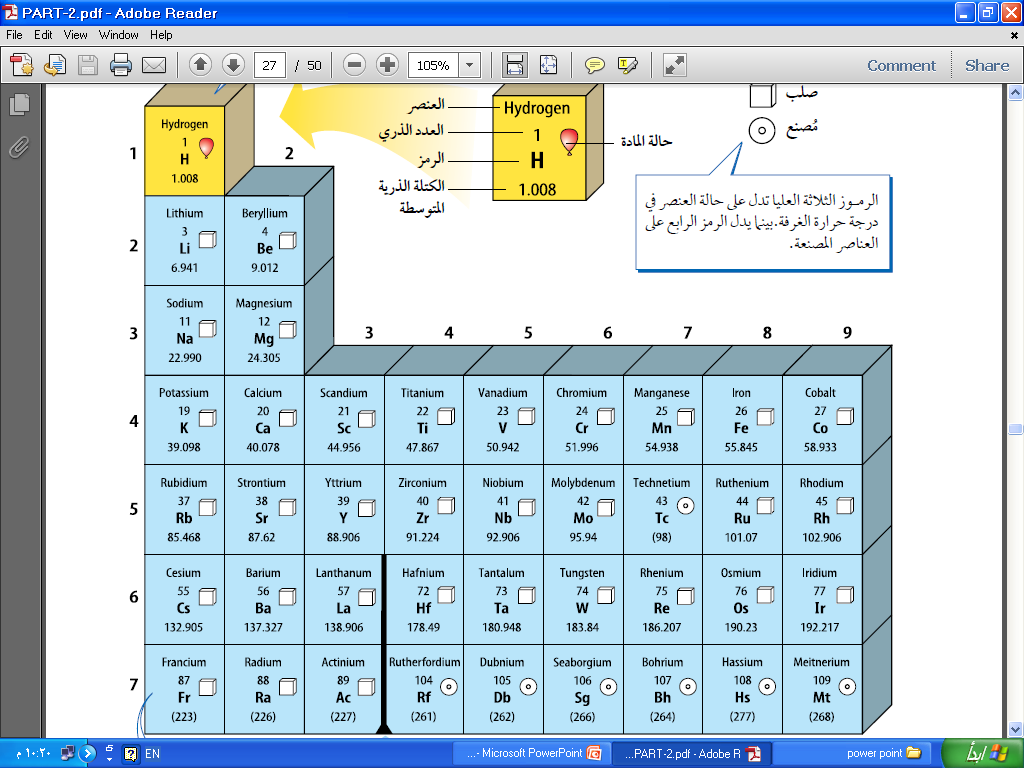 PART-2.pdf - Adobe Reader
File Edit View Window Help
27 / 50 105% Comment Share
صلب
مُصنع
العنصر
العدد الذري
الرمز
الكتلة الذرية
المتوسطة
Hydrogen
1
H
1.008
حالة المادة
الرموز الثلاثة العليا تدل على حالة العنصر في
درجة حرارة الغرفة. بينما يدل الرمز الرابع على
العناصر المصنعة.
1 2
Hydrogen
1
H
1.008
2
Lithium Beryllium
3 4
Li Be
6.941 9.012
3
Sodium Magnesium
11 12
Na Mg
22.990 24.305
3 4 5 6 7 8 9
4
Potassium Calcium Scandium Titanium Vanadium Chromium Manganese Iron Cobalt
19 20 21 22 23 24 25 26 27
K Ca Sc Ti V Cr Mn Fe Co
39.098 40.078 44.956 47.867 50.942 51.996 54.938 55.845 58.933
5
Rubidium Strontium Yttrium Zirconium Niobium Molybdenum Technetium Ruthenium Rhodium
37 38 39 40 41 42 43 44 45
Rb Sr Y Zr Nb Mo Tc Ru Rh
85.468 87.62 88.906 91.224 92.906 95.94 (98) 101.07 102.906
6
Cesium Barium Lanthanum Hafnium Tantalum Tungsten Rhenium Osmium Iridium
55 56 57 72 73 74 75 76 77
Cs Ba La Hf Ta W Re Os Ir
132.905 137.327 138.906 178.49 180.948 183.84 186.207 190.23 192.217
7
Francium Radium Actinium Rutherfordium Dubnium Seaborgium Bohrium Hassium Meitnerium
87 88 89 104 105 106 107 108 109
Fr Ra Ac Rf Db Sg Bh Hs Mt
(223) (226) (227) (261) (262) (266) (264) (277) (268)
١٠:٢٠ م EN ...- Microsoft PowerPoint ...PART-2.pdf - Adobe R power point ابدأ